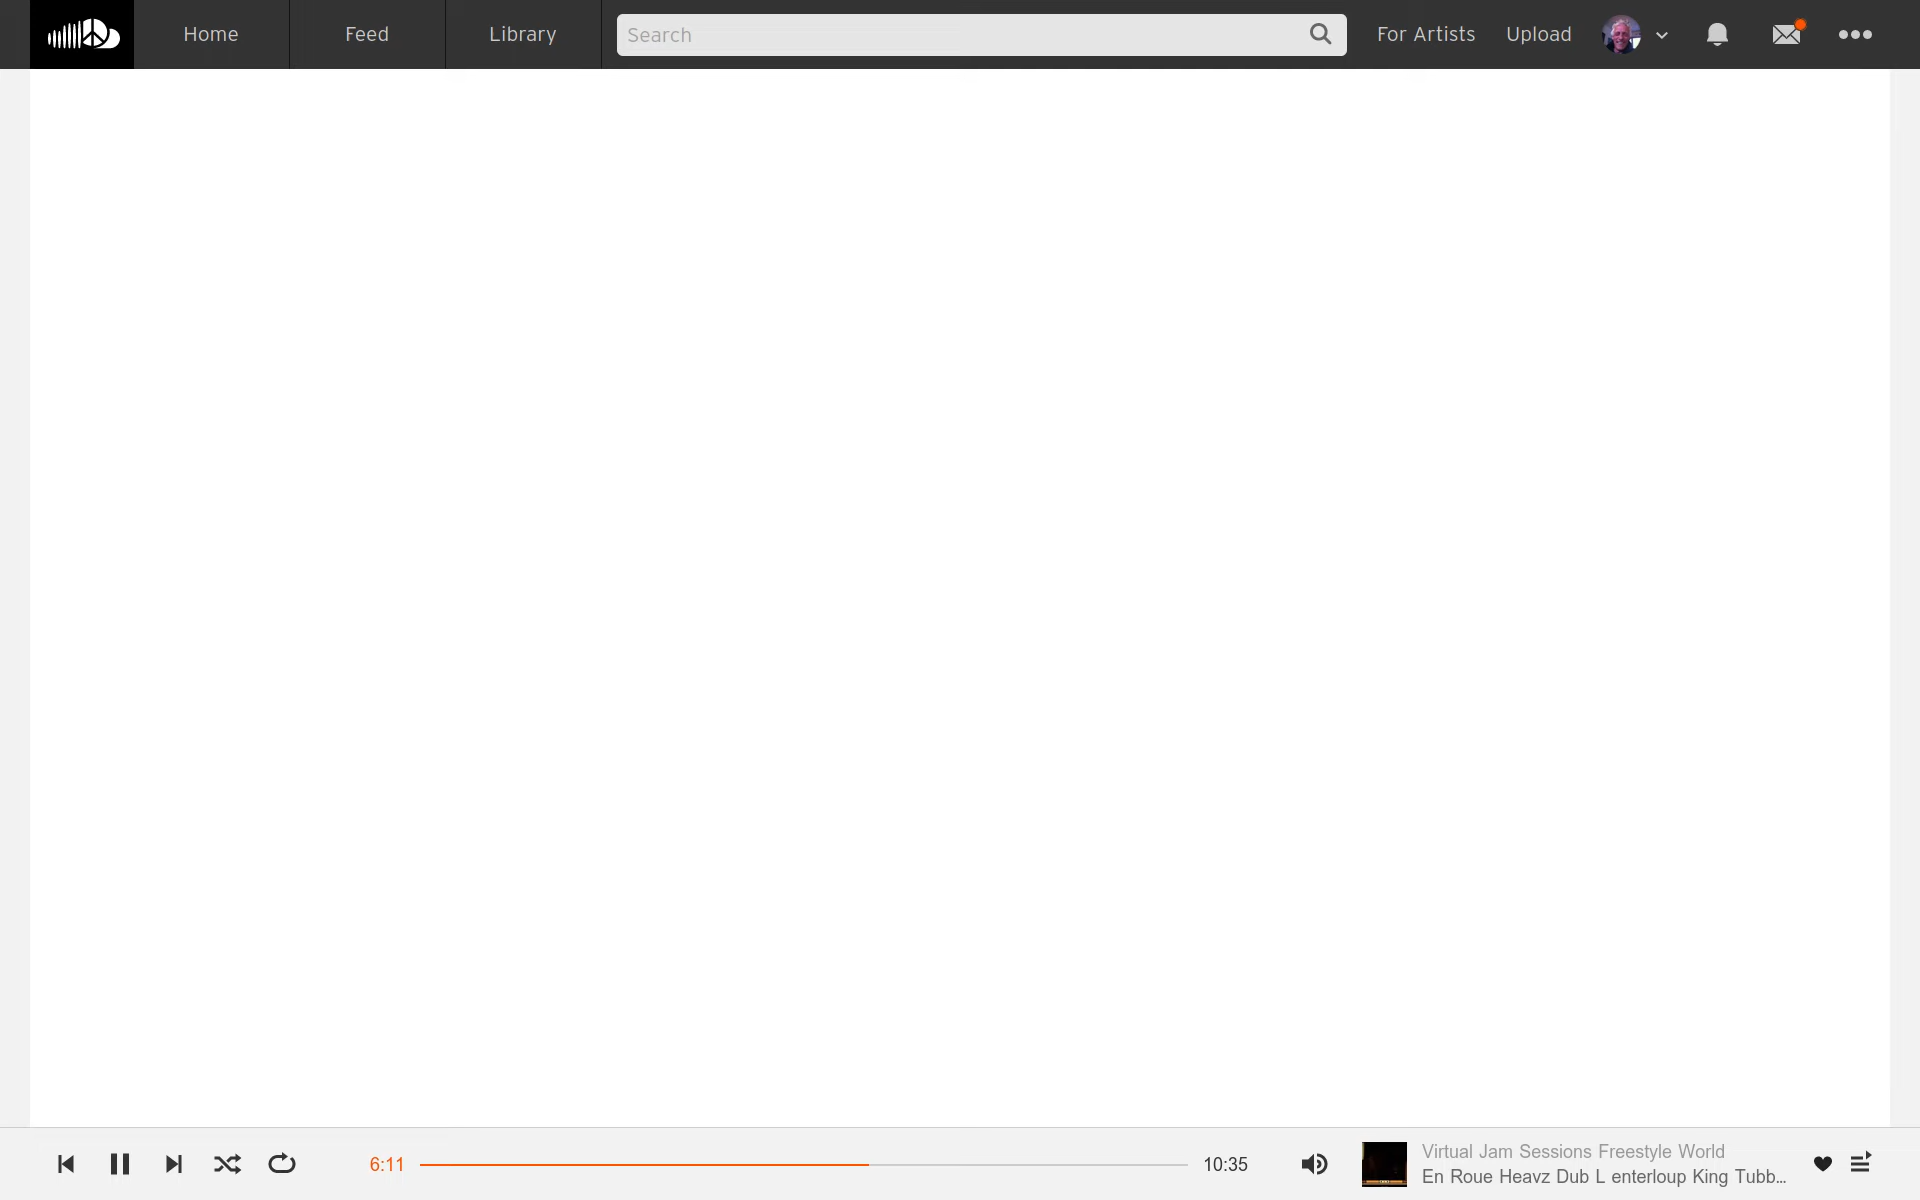 Home
Feed
Library
Search
For Artists
Upload
6:11
10:35
Virtual Jam Sessions Freestyle World
En Roue Heavz Dub L enterloup King Tubb...